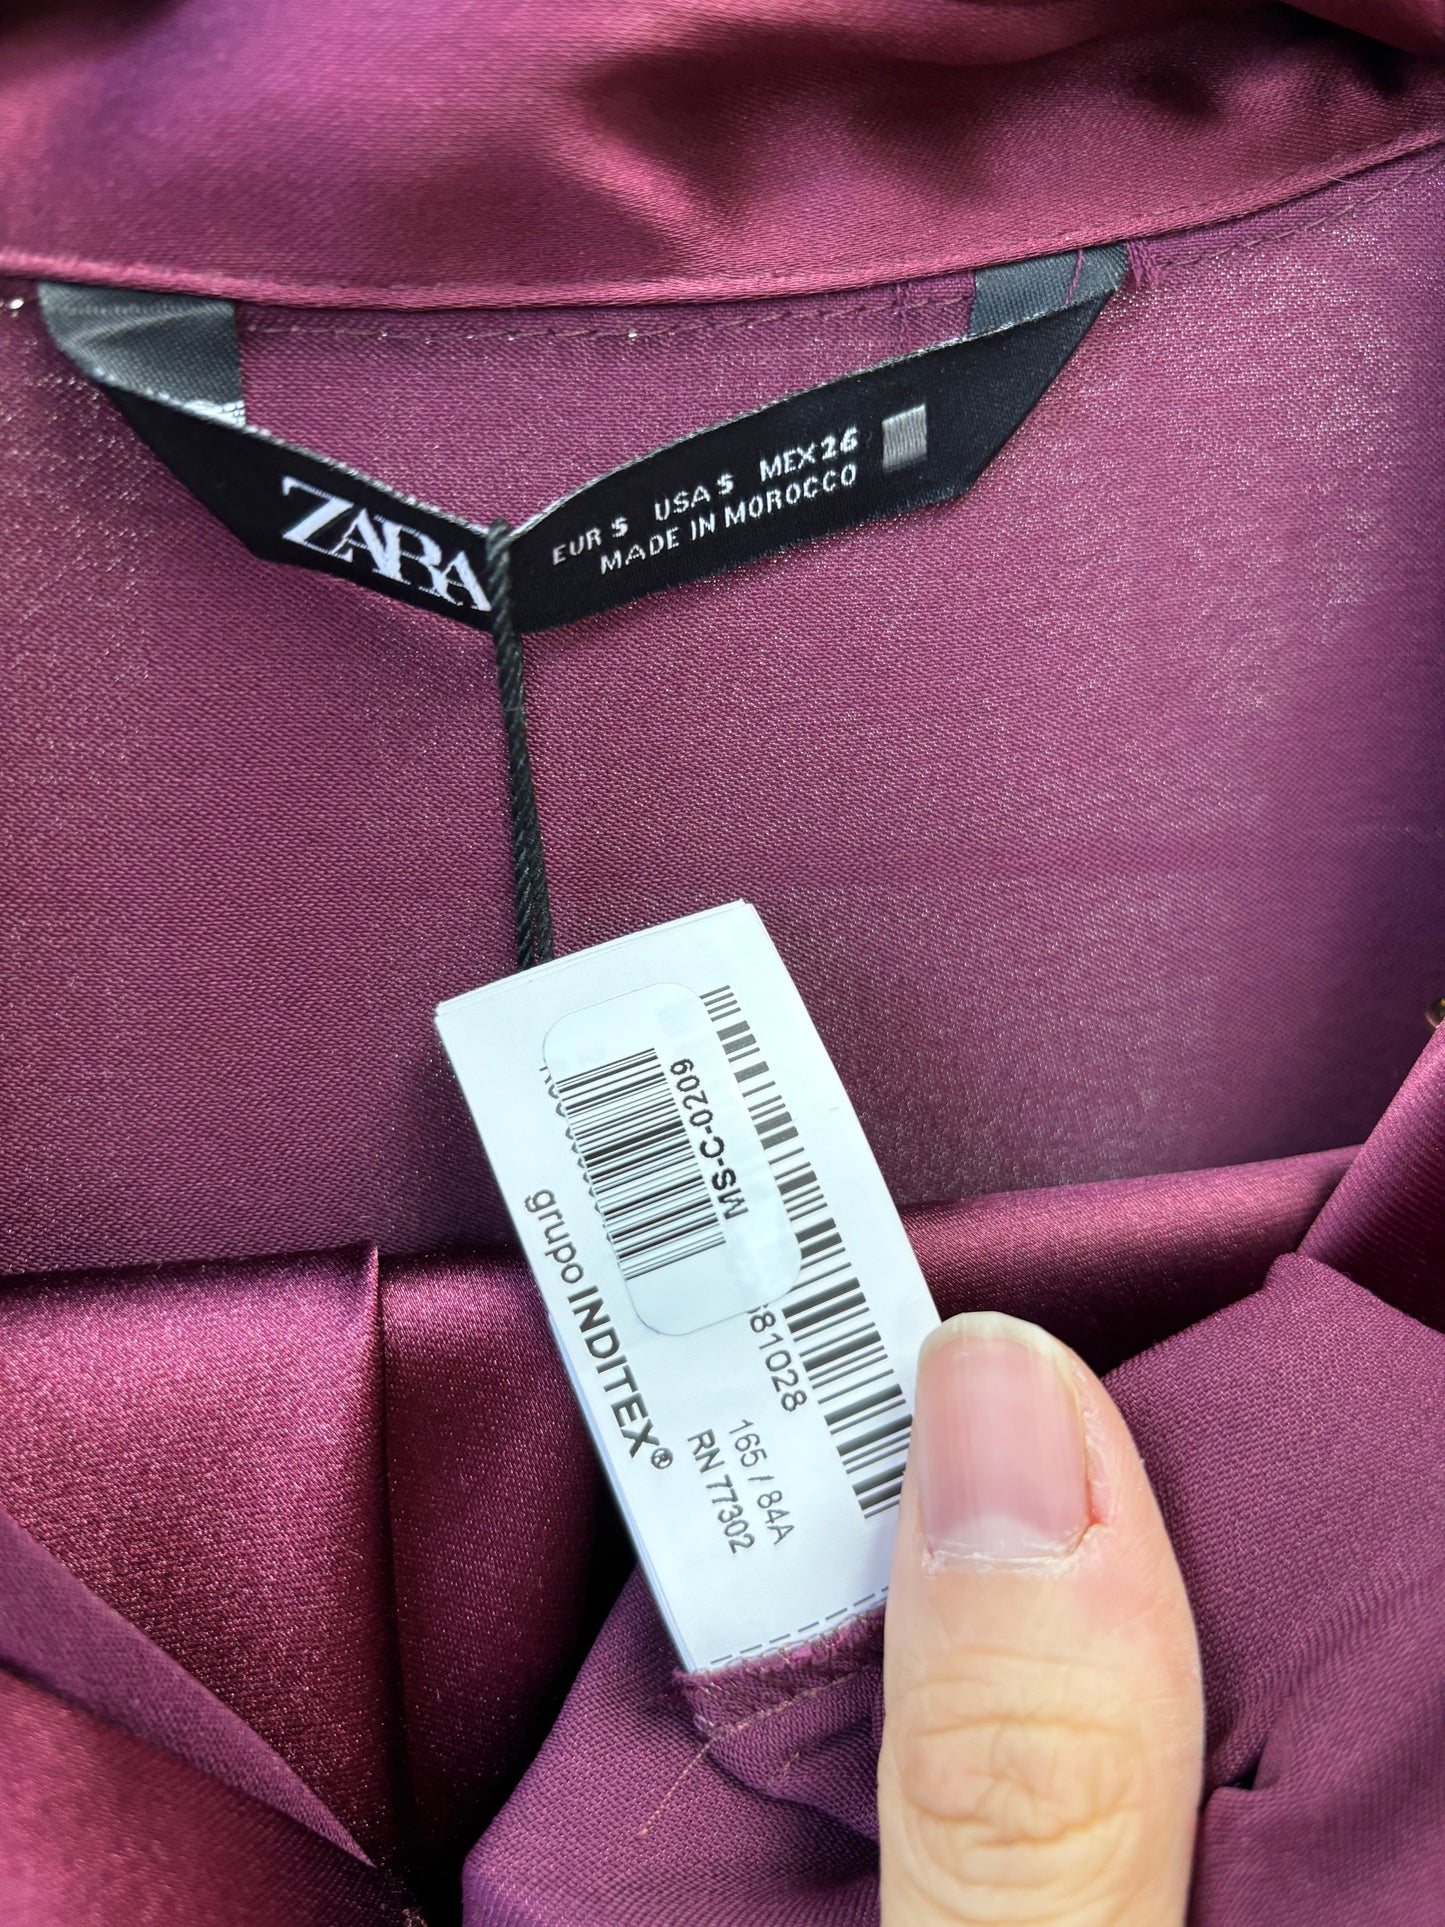 ZARA
EUR S USA S MEX 26
MADE IN MOROCCO
MS-C-0209
81028
165 / 84A
RN 77302
grupo INDITEX®